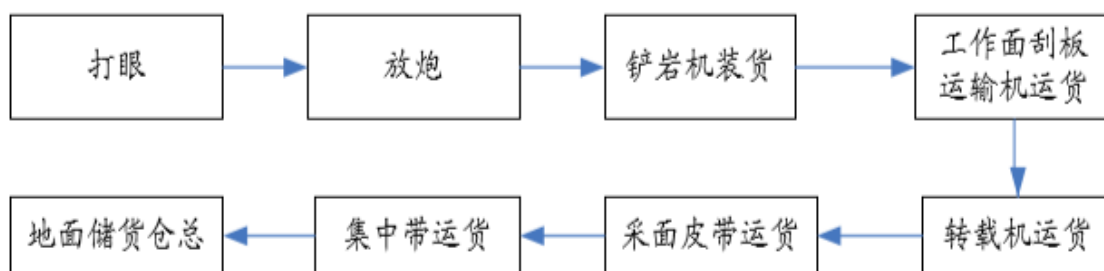 打眼
放炮
铲岩机装货
工作面刮板
运输机运货
转载机运货
采面皮带运货
集中带运货
地面储货仓总